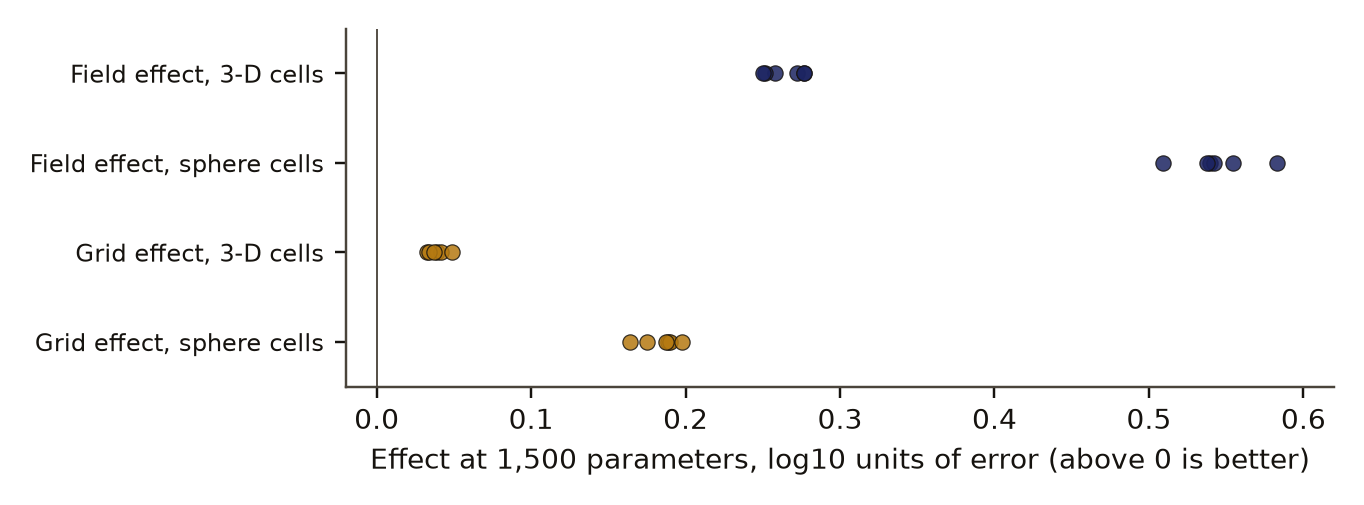 Field effect, 3-D cells
Field effect, sphere cells
Grid effect, 3-D cells
Grid effect, sphere cells
0.0 0.1 0.2 0.3 0.4 0.5 0.6
Effect at 1,500 parameters, log10 units of error (above 0 is better)